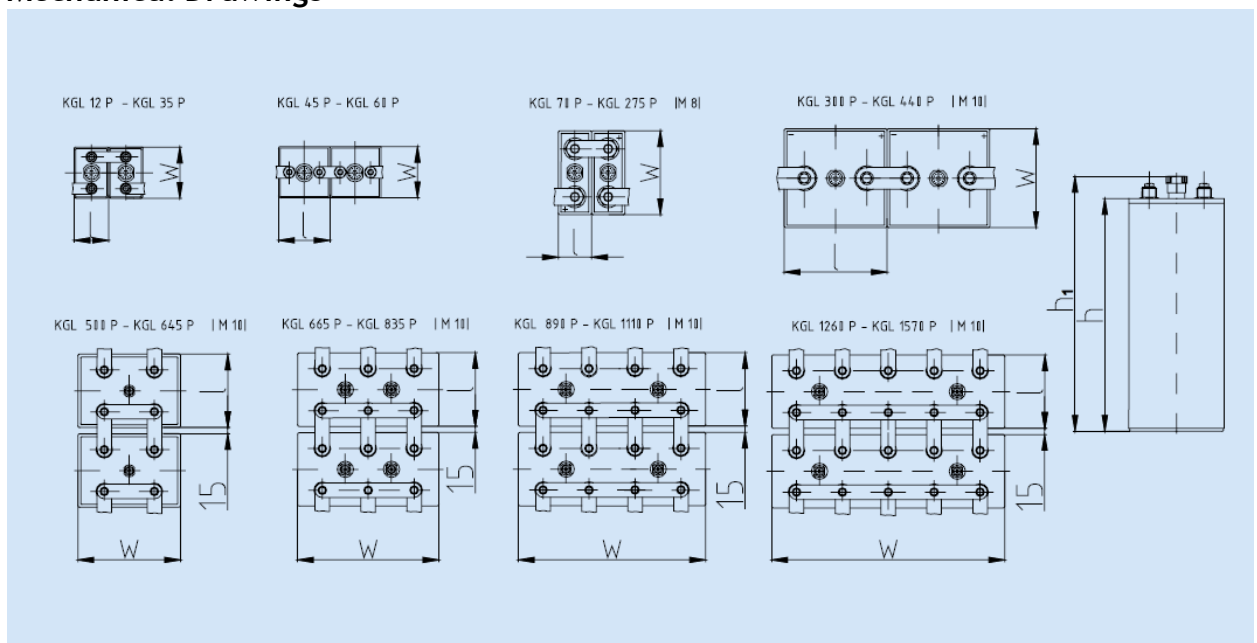 Mechanical Drawings
KGL 12 P - KGL 35 P
KGL 45 P - KGL 60 P
KGL 70 P - KGL 275 P |M 8|
KGL 300 P - KGL 440 P |M 10|
W
l
W
l
W
l
W
l
h1
h
KGL 500 P - KGL 645 P |M 10|
KGL 665 P - KGL 835 P |M 10|
KGL 890 P - KGL 1110 P |M 10|
KGL 1260 P - KGL 1570 P |M 10|
l
15
W
l
15
W
l
15
W
l
15
W